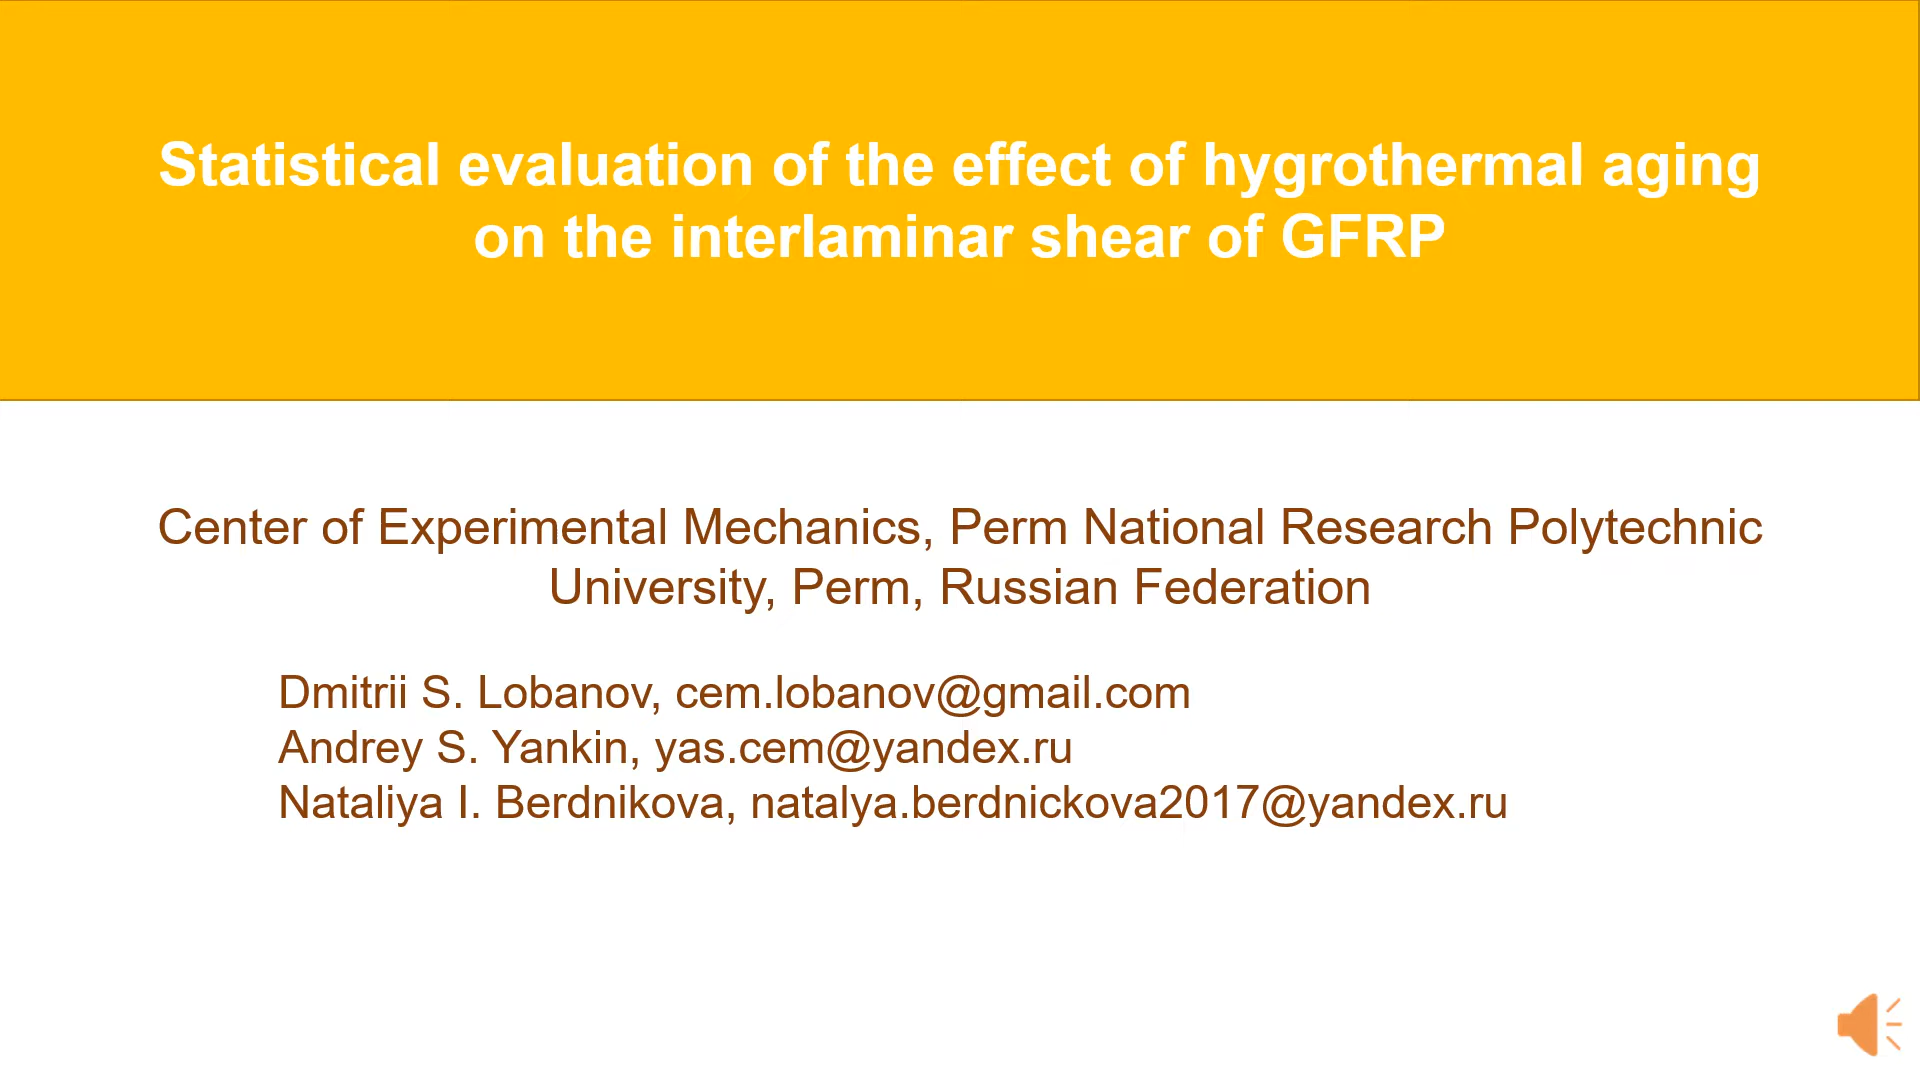 Statistical evaluation of the effect of hygrothermal aging
on the interlaminar shear of GFRP
Center of Experimental Mechanics, Perm National Research Polytechnic
University, Perm, Russian Federation
Dmitrii S. Lobanov, cem.lobanov@gmail.com
Andrey S. Yankin, yas.cem@yandex.ru
Nataliya I. Berdnikova, natalya.berdnickova2017@yandex.ru